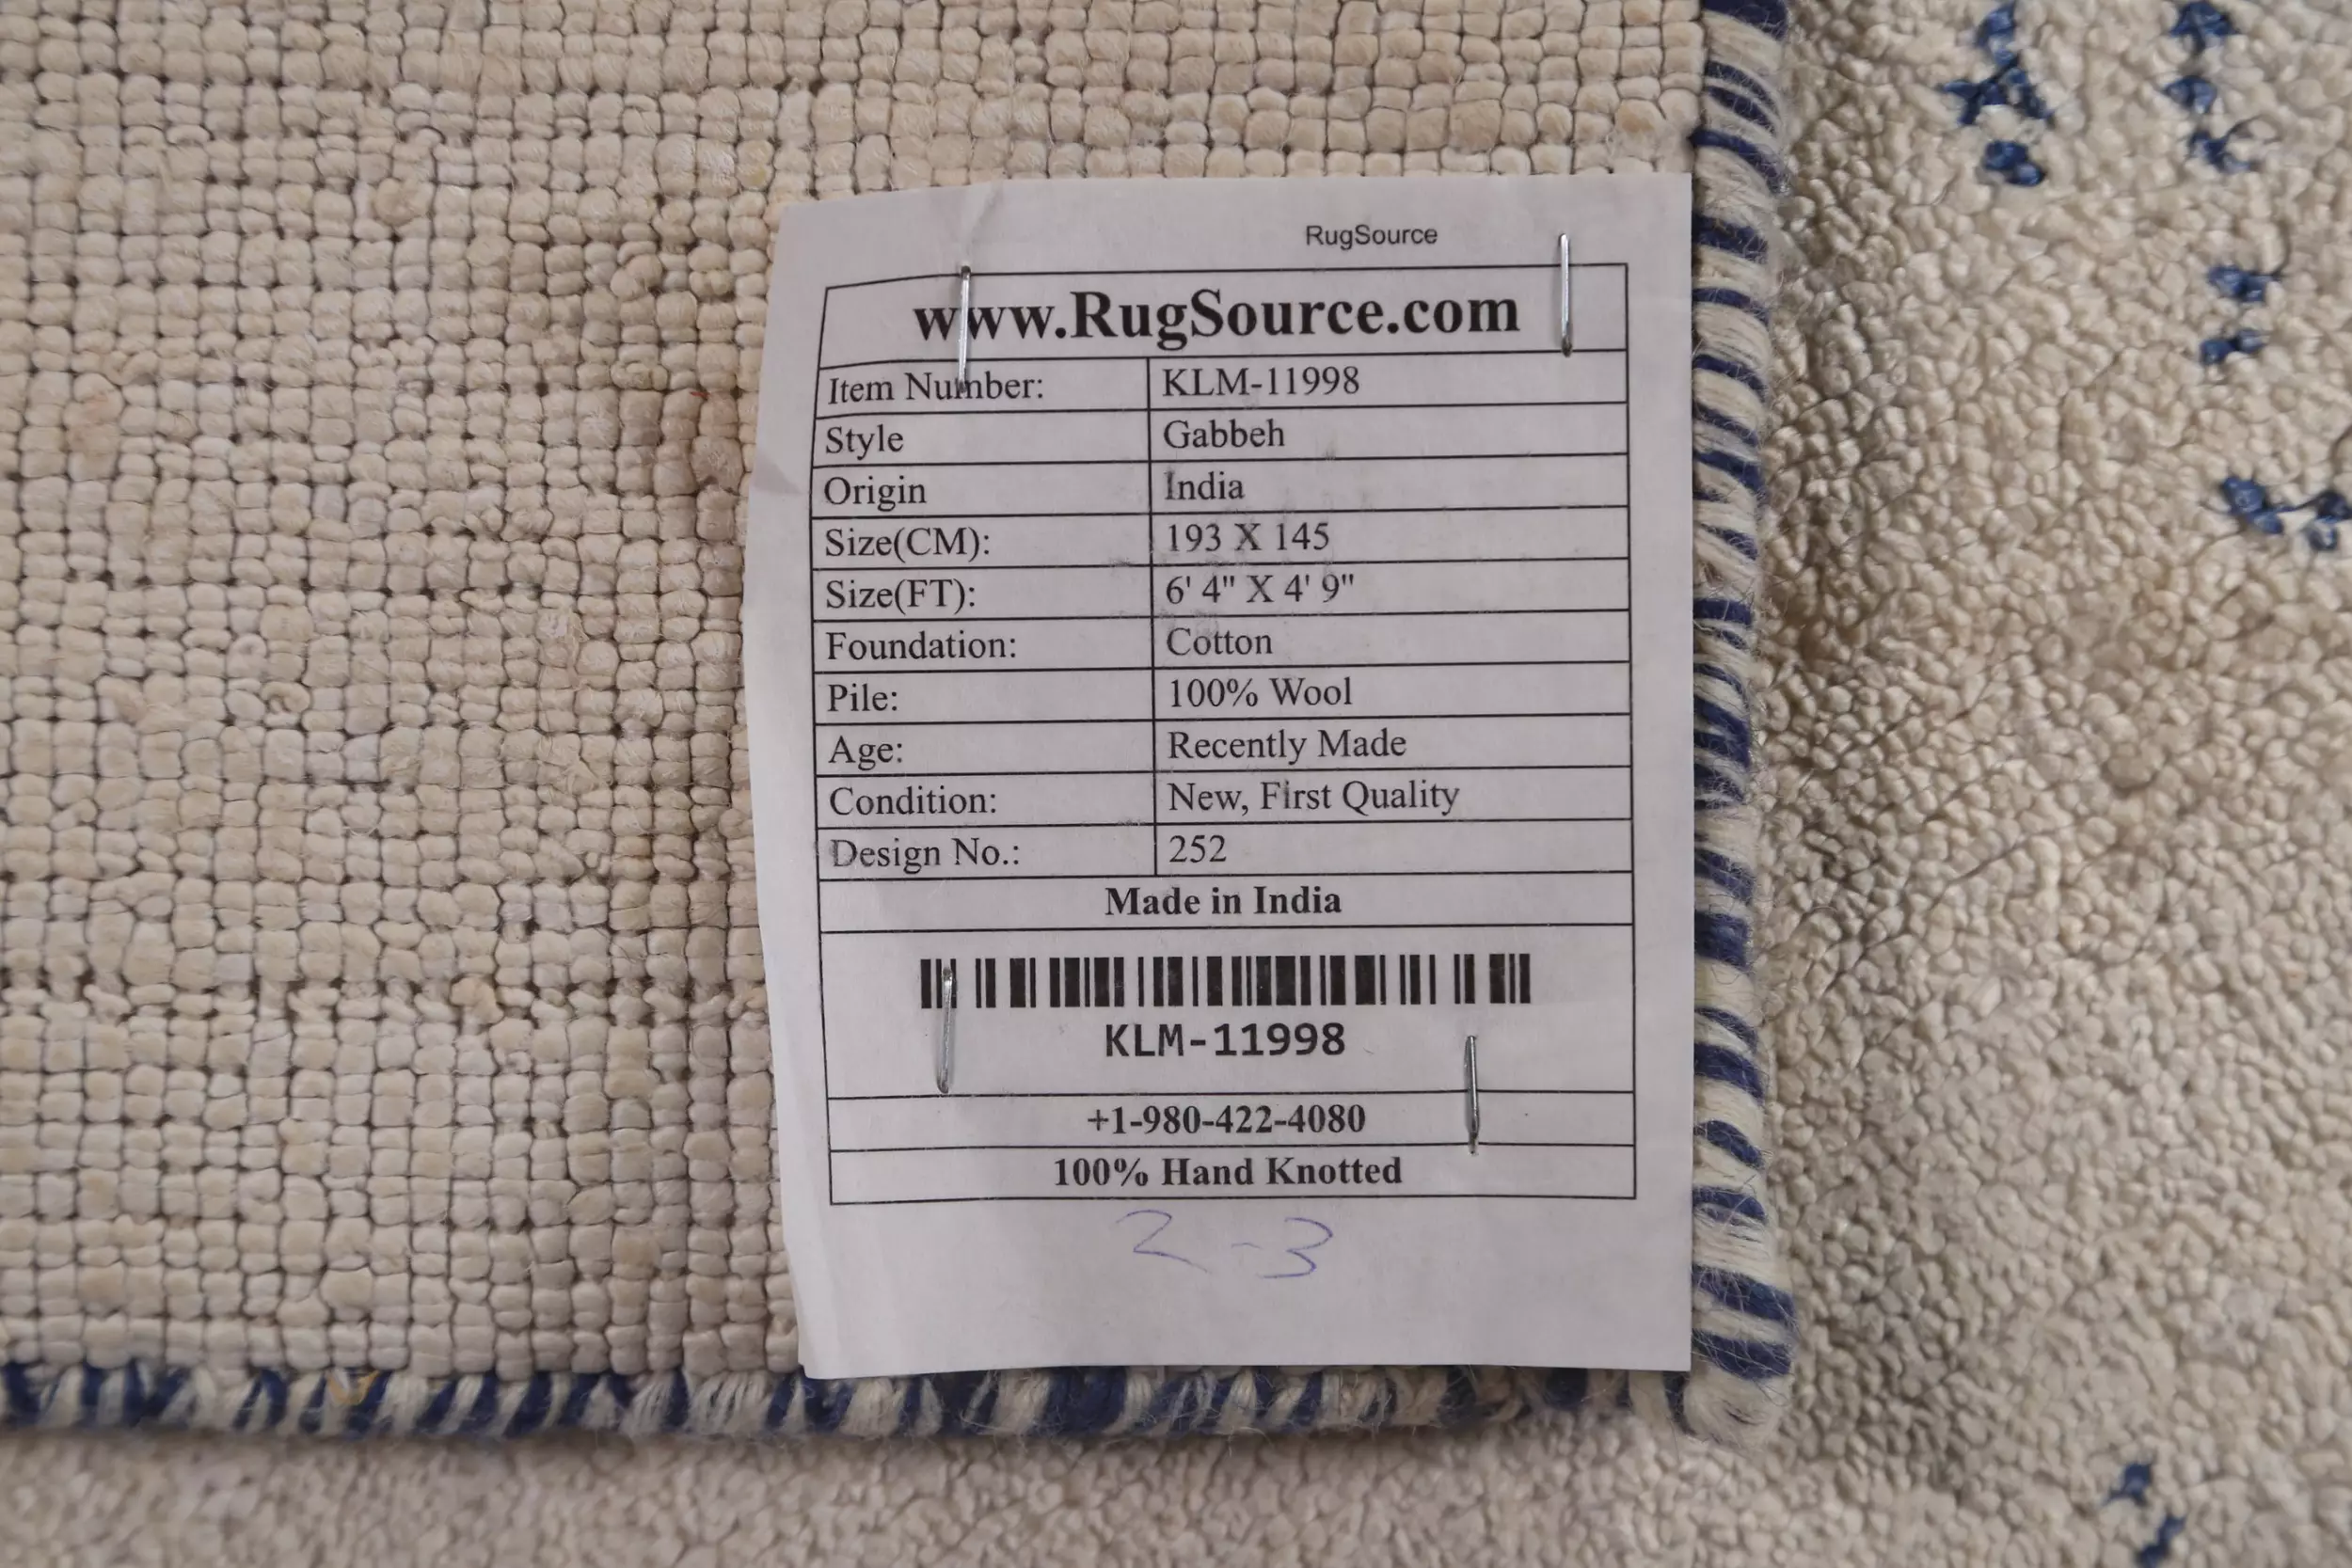 RugSource
www.RugSource.com
Item Number: KLM-11998
Style Gabbeh
Origin India
Size(CM): 193 X 145
Size(FT): 6' 4" X 4' 9"
Foundation: Cotton
Pile: 100% Wool
Age: Recently Made
Condition: New, First Quality
Design No.: 252
Made in India
KLM-11998
+1-980-422-4080
100% Hand Knotted
2-3